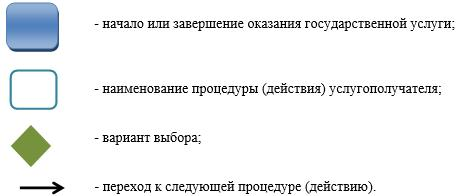 - начало или завершение оказания государственной услуги;
- наименование процедуры (действия) услугополучателя;
- вариант выбора;
- переход к следующей процедуре (действию).